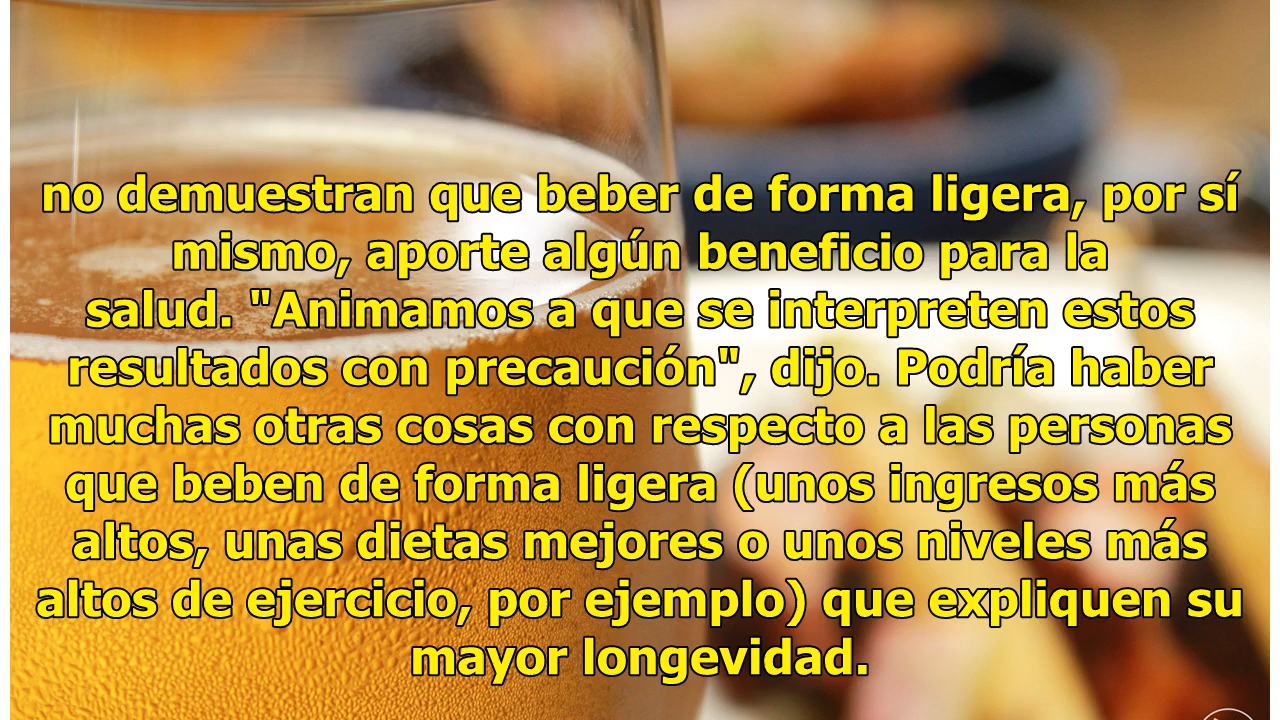 no demuestran que beber de forma ligera, por sí
mismo, aporte algún beneficio para la
salud. "Animamos a que se interpreten estos
resultados con precaución", dijo. Podría haber
muchas otras cosas con respecto a las personas
que beben de forma ligera (unos ingresos más
altos, unas dietas mejores o unos niveles más
altos de ejercicio, por ejemplo) que expliquen su
mayor longevidad.